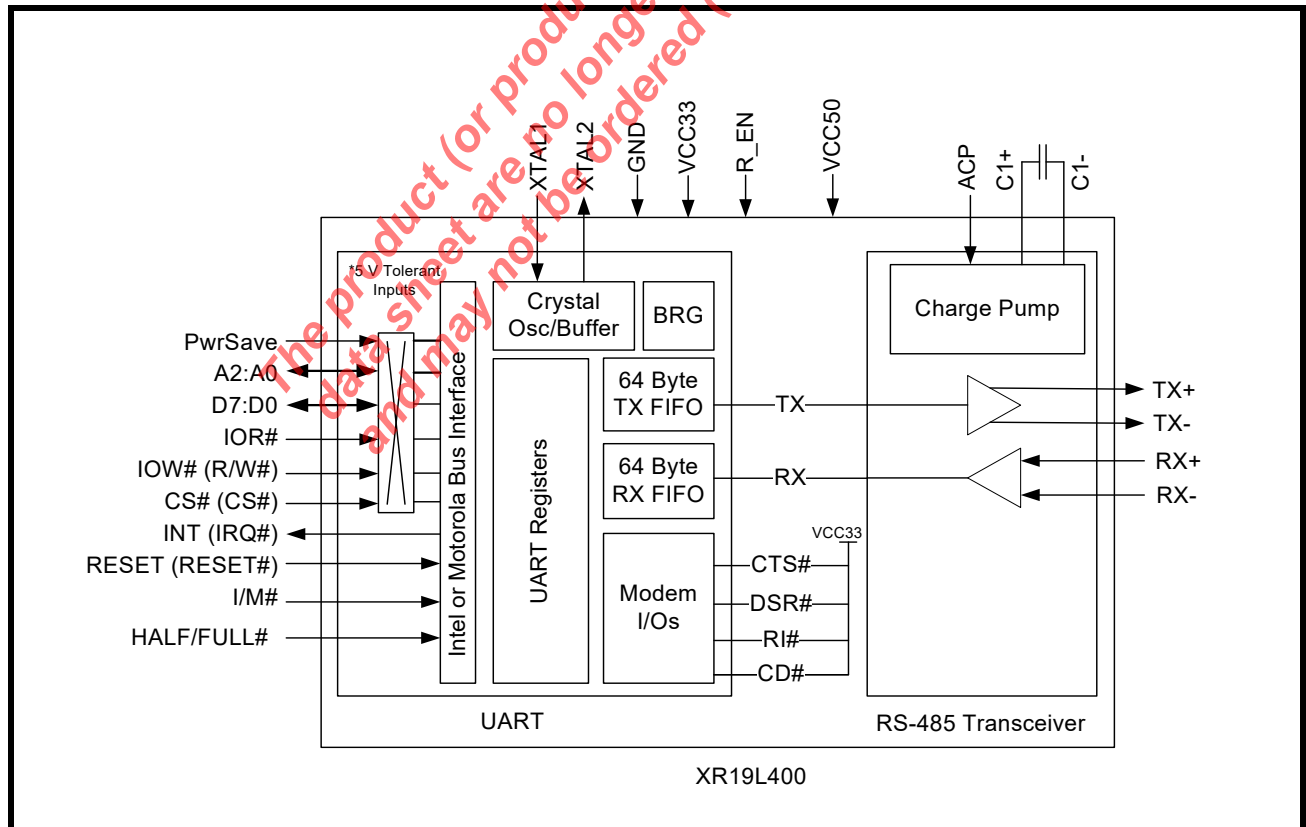 The product (or produ
data sheet are no longe
and may not be ordered (
XTAL1
XTAL2
GND
VCC33
R_EN
VCC50
ACP
C1+
C1-
*5 V Tolerant
Inputs
PwrSave
A2:A0
D7:D0
IOR#
IOW# (R/W#)
CS# (CS#)
INT (IRQ#)
RESET (RESET#)
I/M#
HALF/FULL#
Intel or Motorola Bus Interface
Crystal
Osc/Buffer
BRG
UART Registers
64 Byte
TX FIFO
64 Byte
RX FIFO
Modem
I/Os
TX
RX
VCC33
CTS#
DSR#
RI#
CD#
Charge Pump
TX+
TX-
RX+
RX-
UART
RS-485 Transceiver
XR19L400